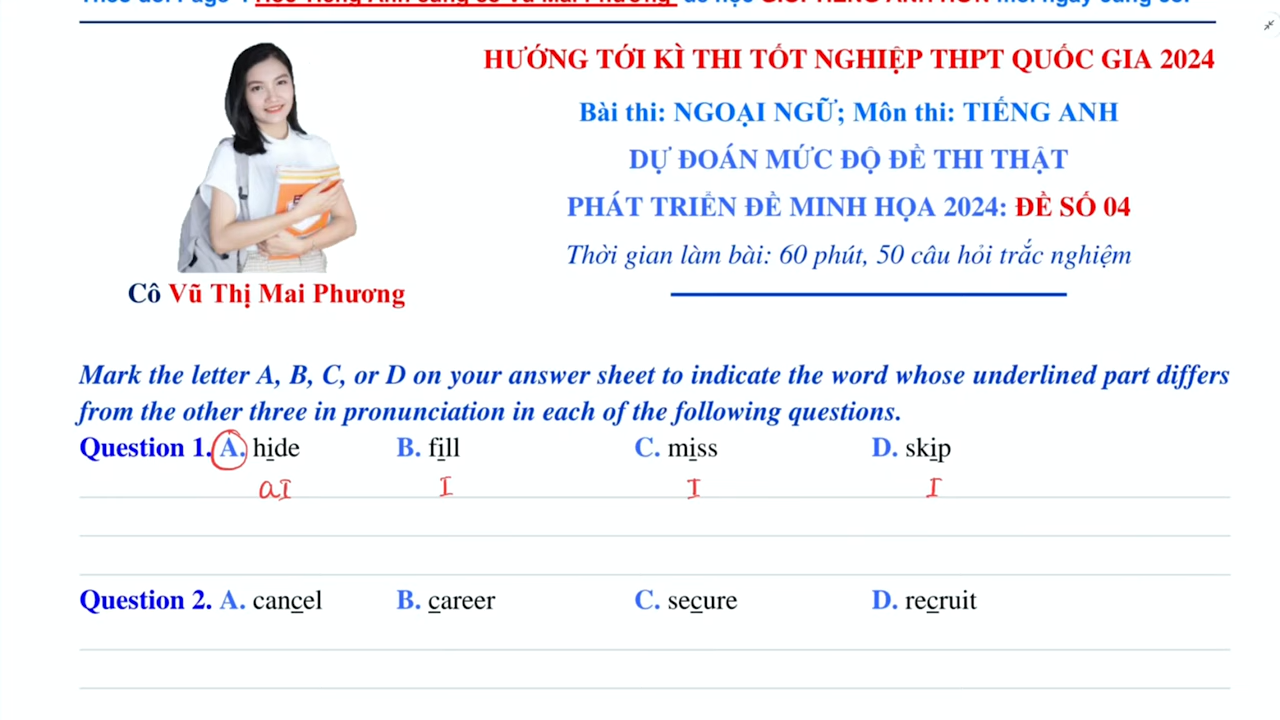 HƯỚNG TỚI KÌ THI TỐT NGHIỆP THPT QUỐC GIA 2024
Bài thi: NGOẠI NGỮ; Môn thi: TIẾNG ANH
DỰ ĐOÁN MỨC ĐỘ ĐỀ THI THẬT
PHÁT TRIỂN ĐỀ MINH HỌA 2024: ĐỀ SỐ 04
Thời gian làm bài: 60 phút, 50 câu hỏi trắc nghiệm
Cô Vũ Thị Mai Phương
Mark the letter A, B, C, or D on your answer sheet to indicate the word whose underlined part differs
from the other three in pronunciation in each of the following questions.
Question 1. A. hide B. fill C. miss D. skip
aI I I I
Question 2. A. cancel B. career C. secure D. recruit